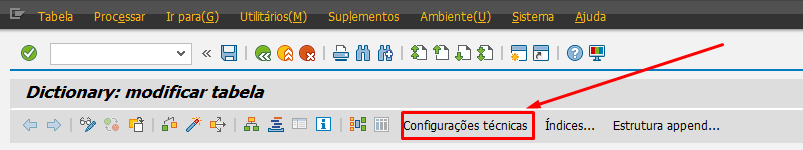 Tabela Processar Ir para(G) Utilitários(M) Suplementos Ambiente(U) Sistema Ajuda
Dictionary: modificar tabela
Configurações técnicas Índices... Estrutura append...